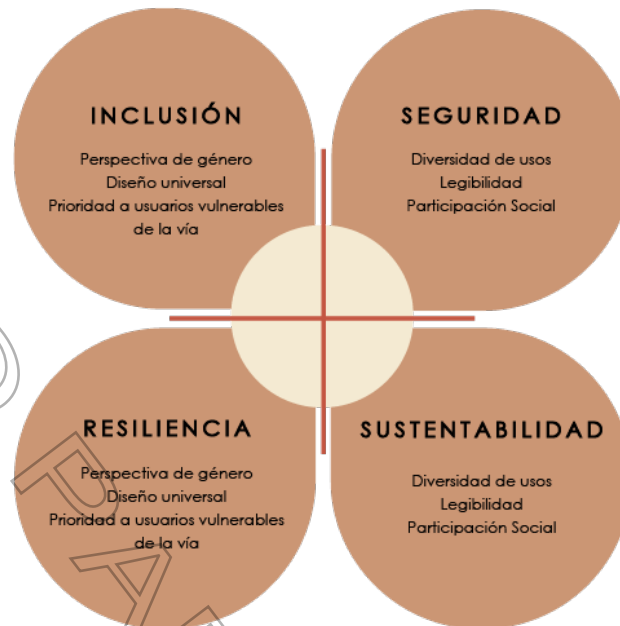 INCLUSIÓN
Perspectiva de género
Diseño universal
Prioridad a usuarios vulnerables
de la vía
SEGURIDAD
Diversidad de usos
Legibilidad
Participación Social
RESILIENCIA
Perspectiva de género
Diseño universal
Prioridad a usuarios vulnerables
de la vía
SUSTENTABILIDAD
Diversidad de usos
Legibilidad
Participación Social